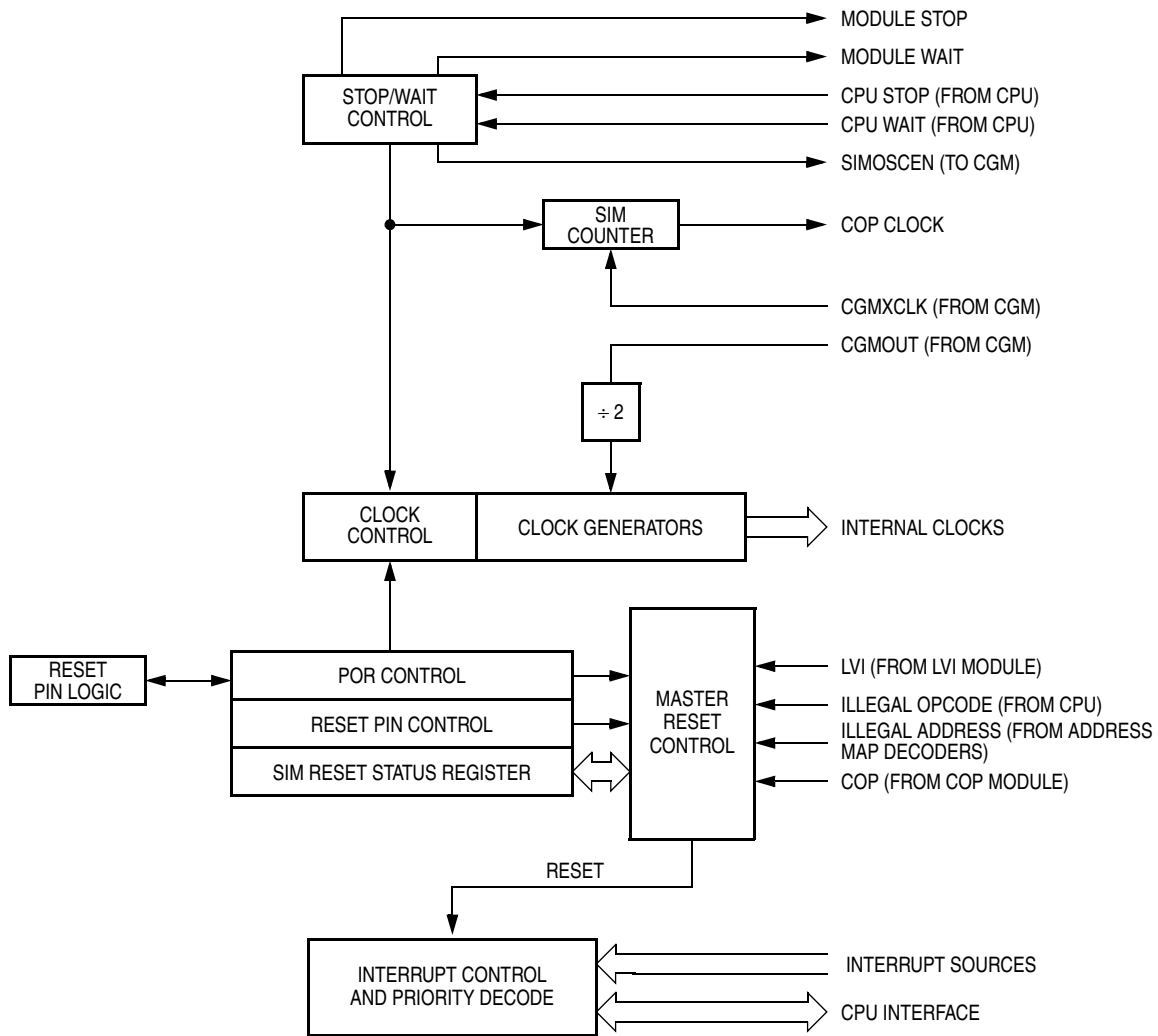 MODULE STOP
MODULE WAIT
STOP/WAIT
CONTROL
CPU STOP (FROM CPU)
CPU WAIT (FROM CPU)
SIMOSCEN (TO CGM)
SIM
COUNTER
COP CLOCK
CGMXCLK (FROM CGM)
CGMOUT (FROM CGM)
÷ 2
CLOCK
CONTROL
CLOCK GENERATORS
INTERNAL CLOCKS
RESET
PIN LOGIC
POR CONTROL
RESET PIN CONTROL
SIM RESET STATUS REGISTER
MASTER
RESET
CONTROL
LVI (FROM LVI MODULE)
ILLEGAL OPCODE (FROM CPU)
ILLEGAL ADDRESS (FROM ADDRESS
MAP DECODERS)
COP (FROM COP MODULE)
RESET
INTERRUPT CONTROL
AND PRIORITY DECODE
INTERRUPT SOURCES
CPU INTERFACE